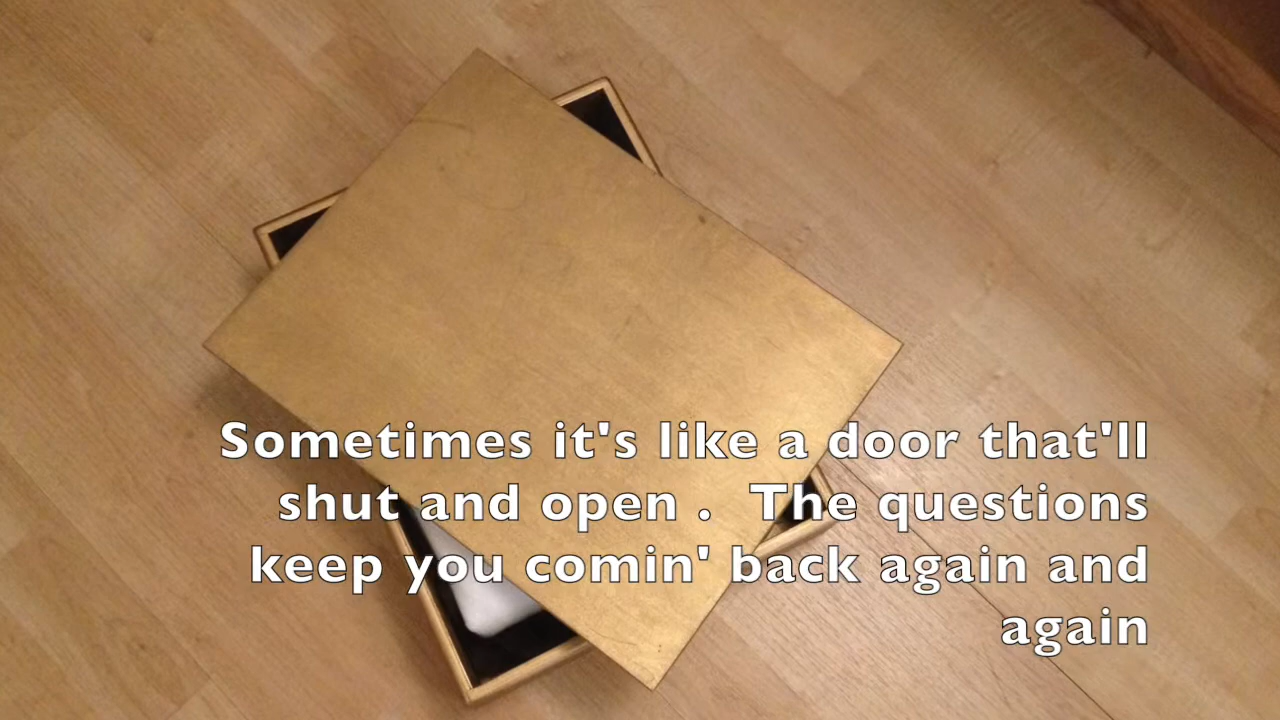 Sometimes it's like a door that'll
shut and open .  The questions
keep you comin' back again and
again